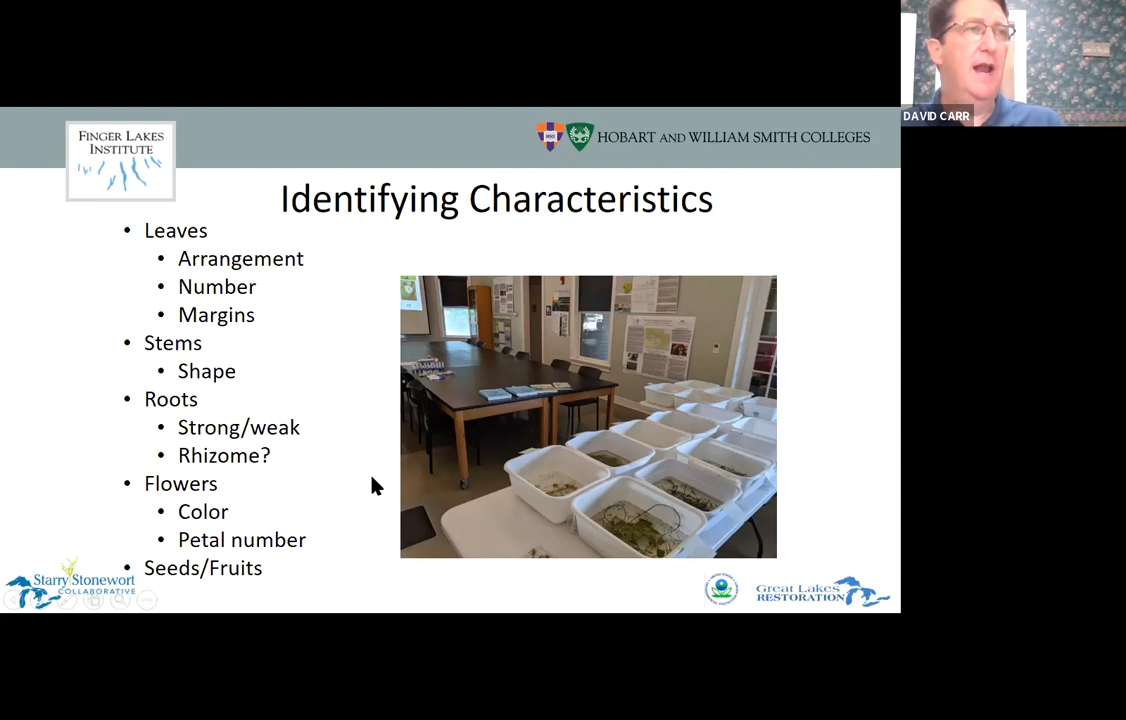 DAVID CARR
FINGER LAKES
INSTITUTE
HOBART AND WILLIAM SMITH COLLEGES
Identifying Characteristics
• Leaves
• Arrangement
• Number
• Margins
• Stems
• Shape
• Roots
• Strong/weak
• Rhizome?
• Flowers
• Color
• Petal number
• Seeds/Fruits
Starry Stonewort
COLLABORATIVE
Great Lakes
RESTORATION